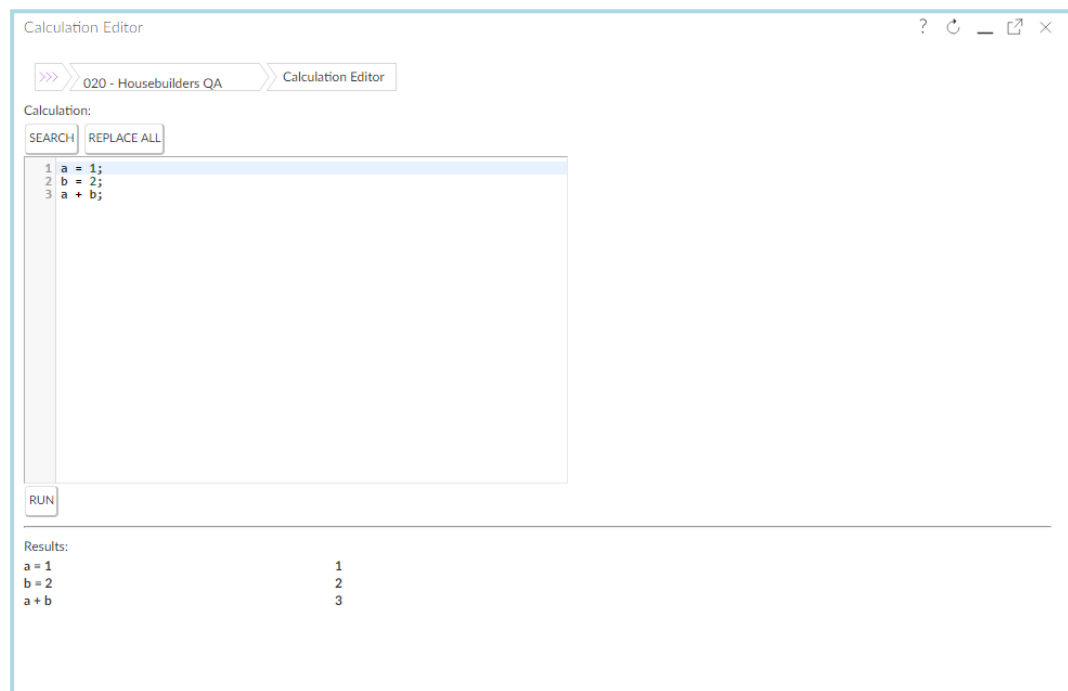 Calculation Editor
?
>>> 020 - Housebuilders QA Calculation Editor
Calculation:
SEARCH REPLACE ALL
1 a = 1;
2 b = 2;
3 a + b;
RUN
Results:
a = 1 1
b = 2 2
a + b 3